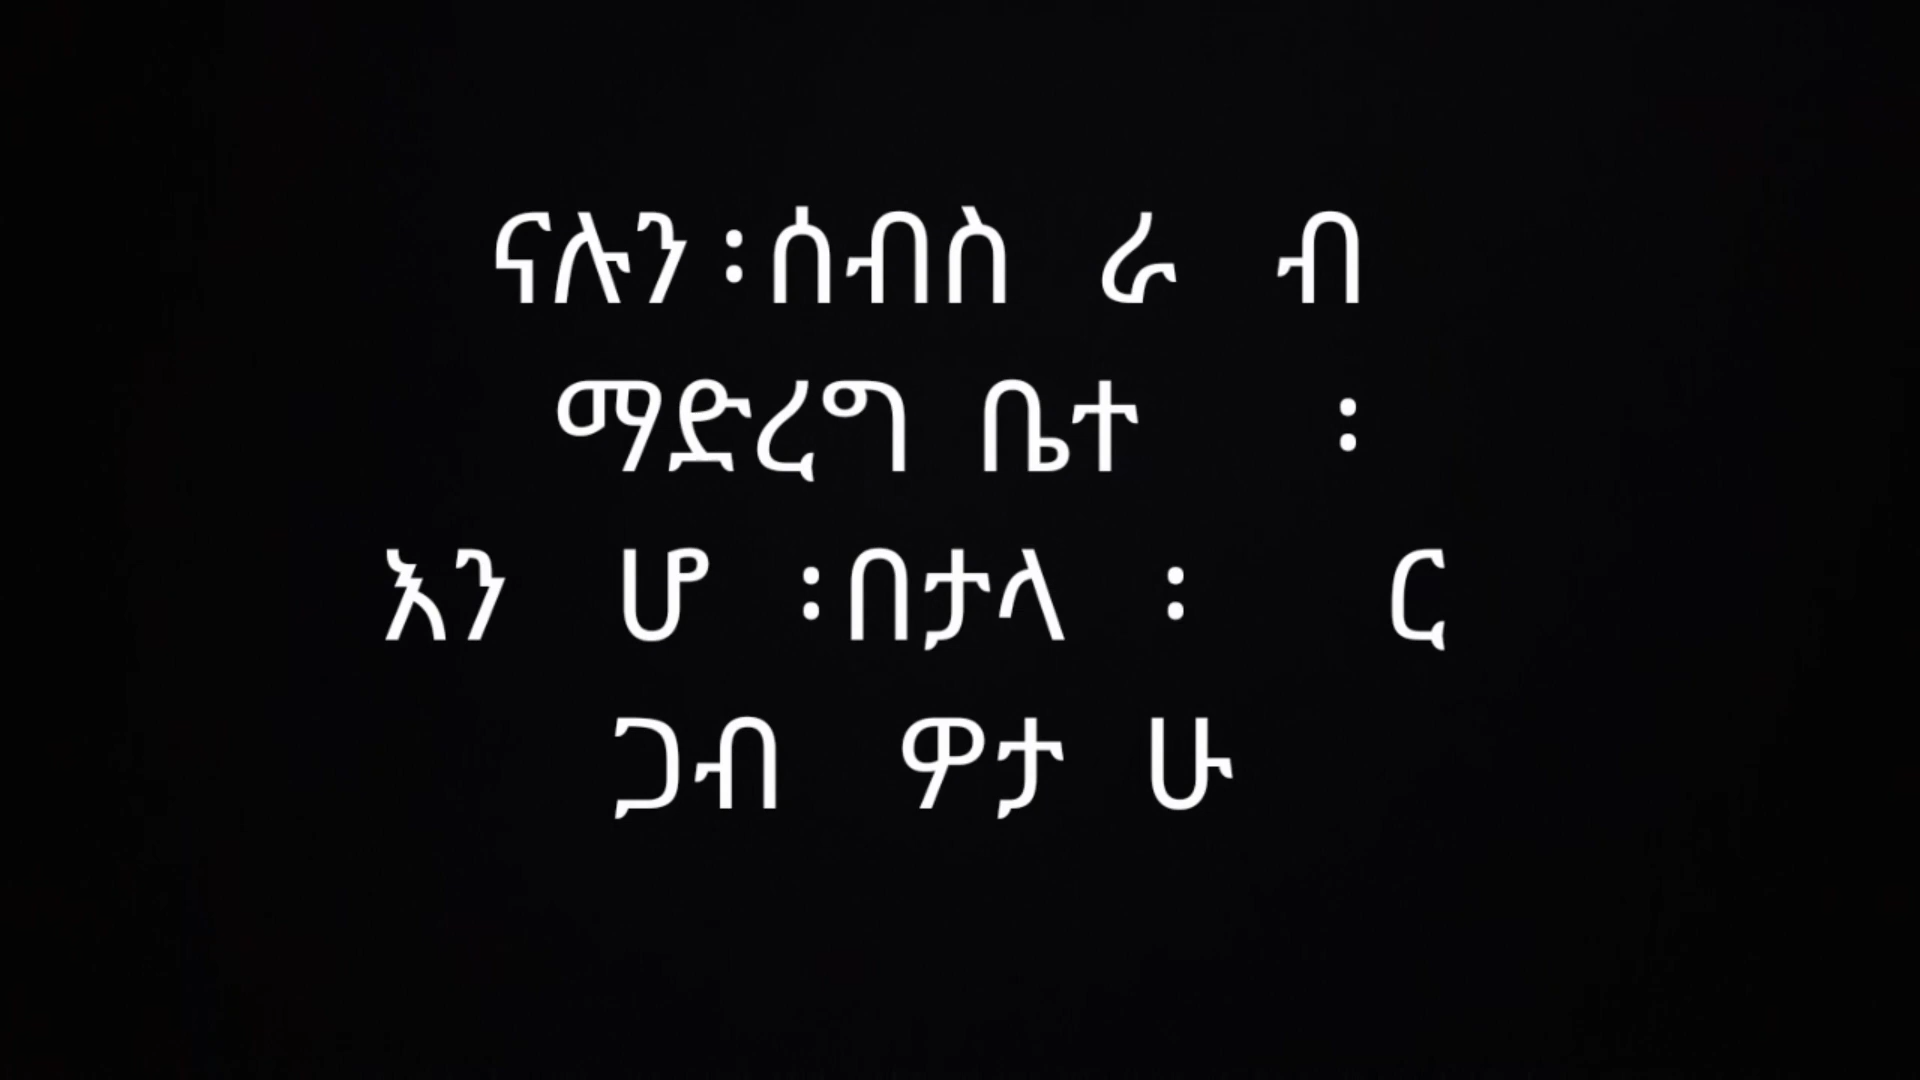 ናሉን፡ሰብስ ራ ብ
ማድረግ ቤተ ፡
እን ሆ ፡በታላ ፡ ር
ጋብ ዎታ ሁ